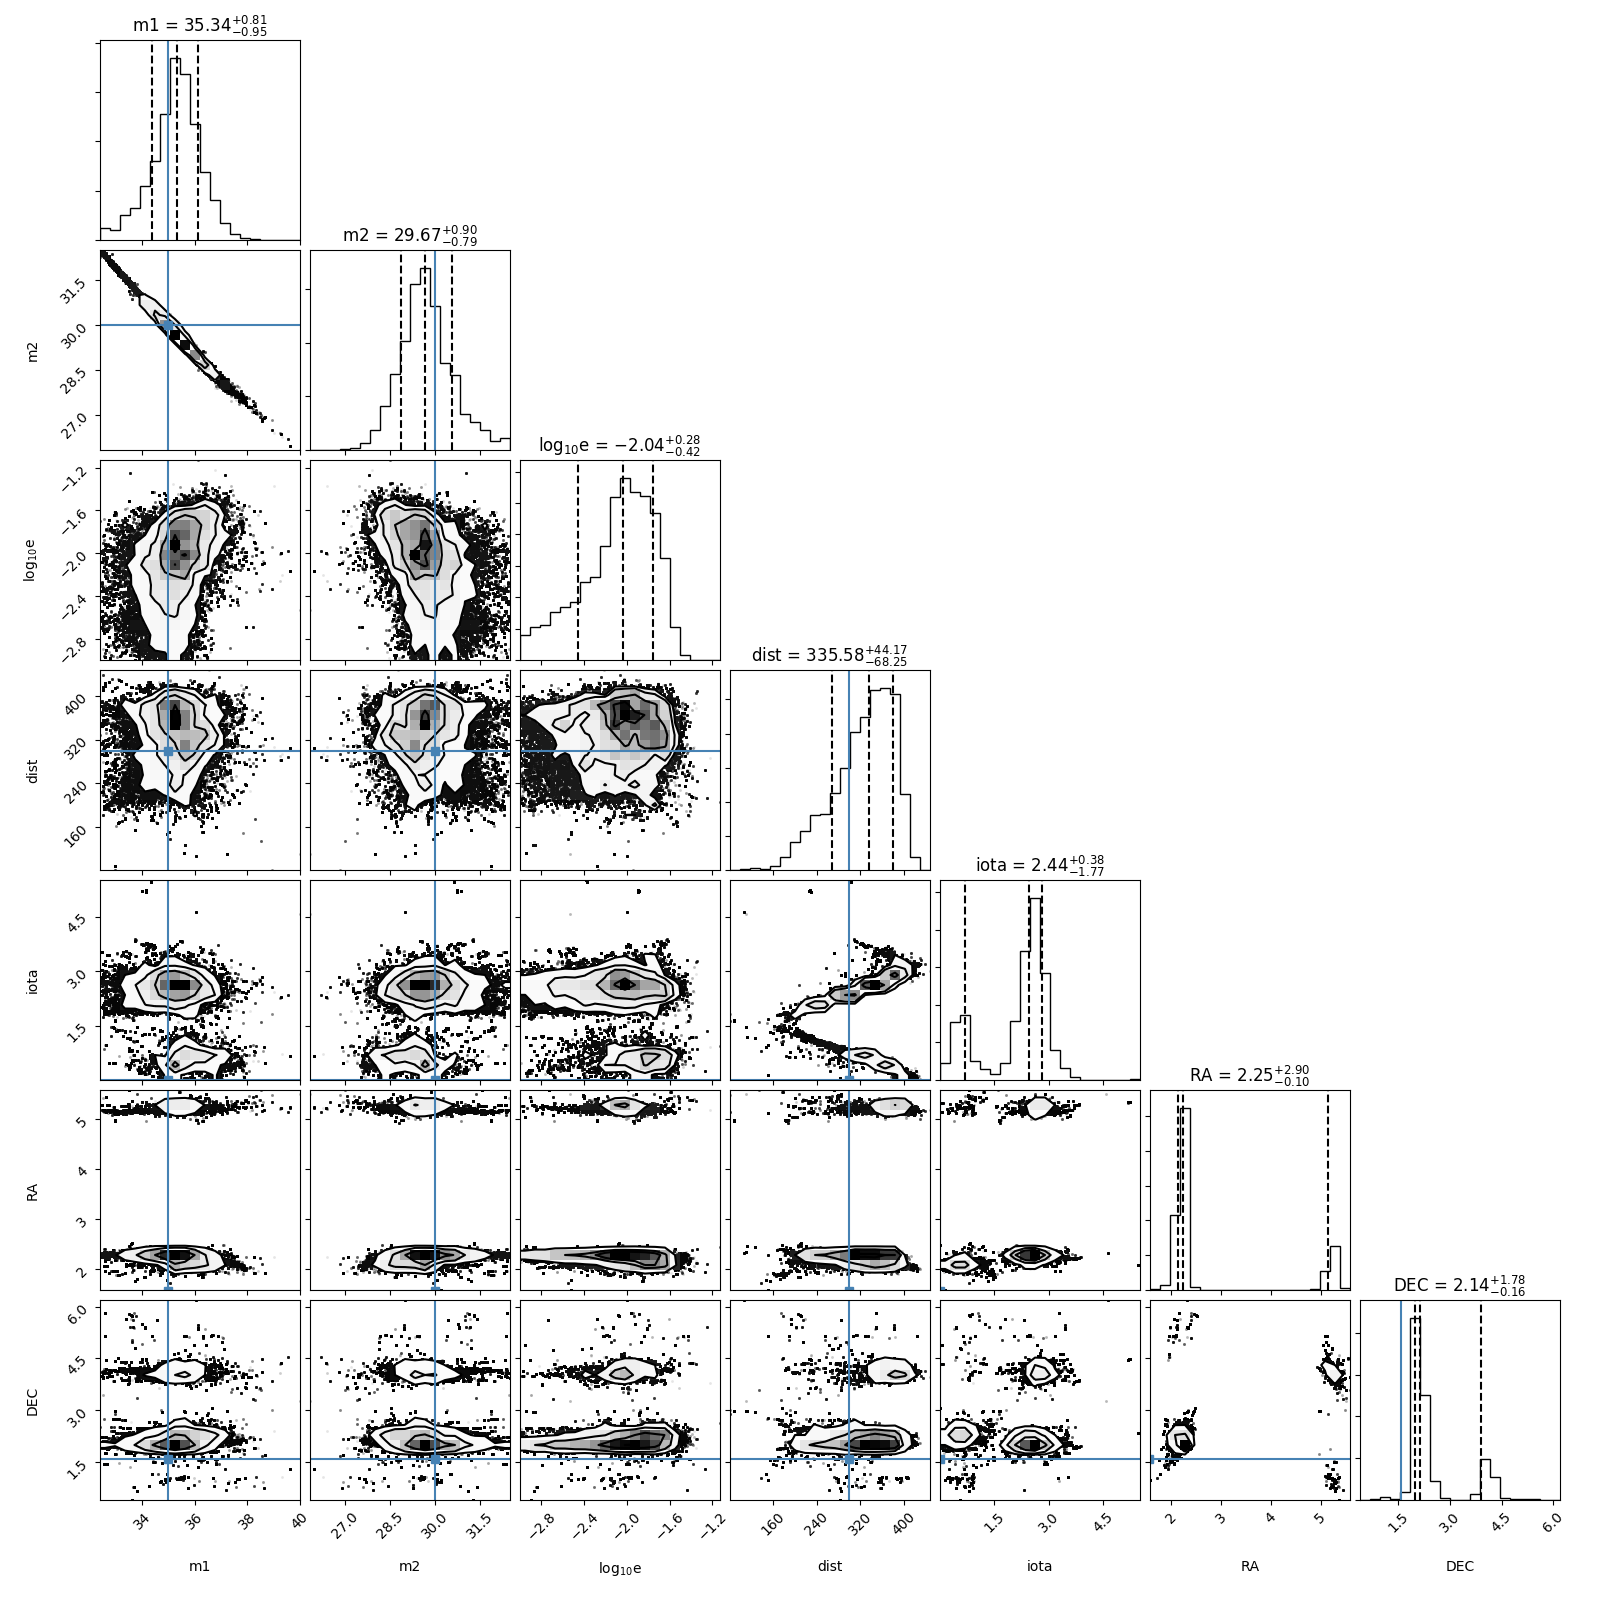 m1 = 35.34+0.81−0.95
m2 = 29.67+0.90−0.79
31.5
30.0
28.5
27.0
m2
log10e = −2.04+0.28−0.42
−1.2
−1.6
−2.0
−2.4
−2.8
log10e
dist = 335.58+44.17−68.25
400
320
240
160
dist
iota = 2.44+0.38−1.77
4.5
3.0
1.5
iota
RA = 2.25+2.90−0.10
5
4
3
2
RA
DEC = 2.14+1.78−0.16
6.0
4.5
3.0
1.5
DEC
34 36 38 40 27.0 28.5 30.0 31.5 −2.8 −2.4 −2.0 −1.6 −1.2 160 240 320 400 1.5 3.0 4.5 2 3 4 5 1.5 3.0 4.5 6.0
m1 m2 log10e dist iota RA DEC